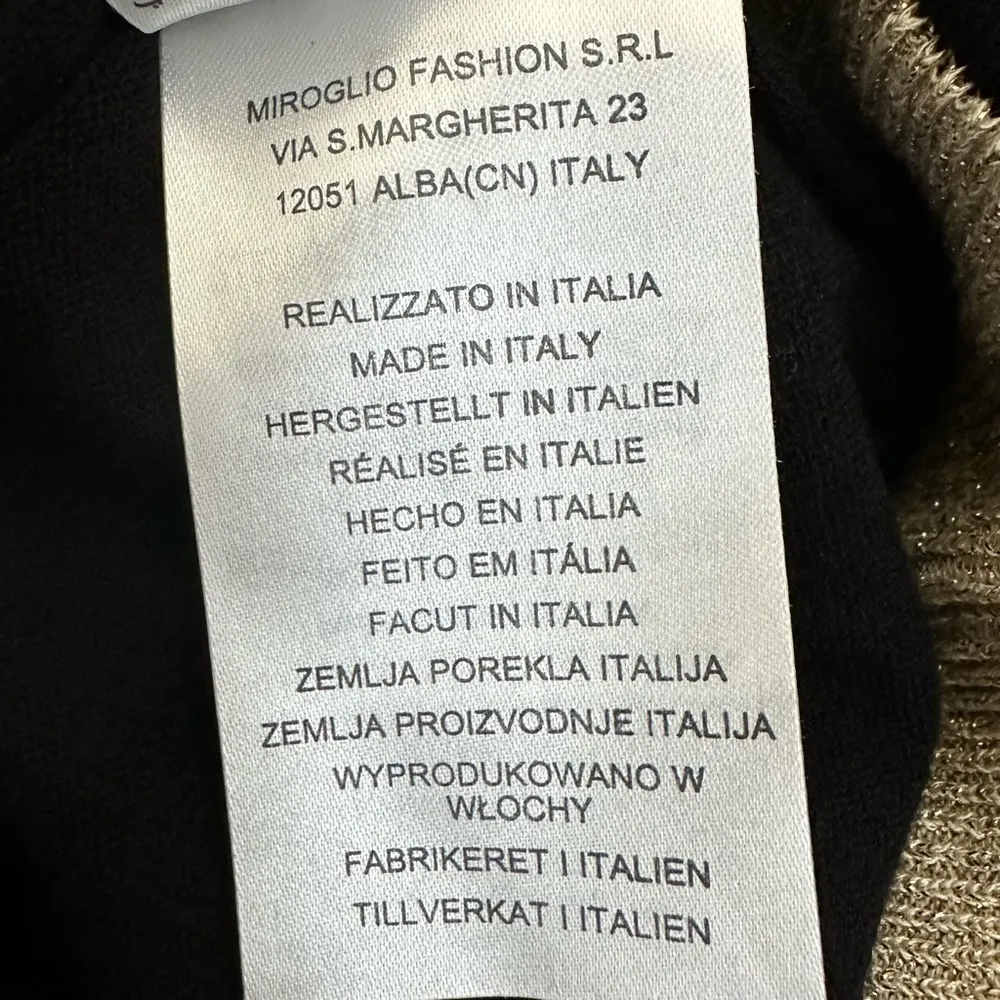 MIROGLIO FASHION S.R.L
VIA S.MARGHERITA 23
12051 ALBA(CN) ITALY
REALIZZATO IN ITALIA
MADE IN ITALY
HERGESTELLT IN ITALIEN
RÉALISÉ EN ITALIE
HECHO EN ITALIA
FEITO EM ITÁLIA
FACUT IN ITALIA
ZEMLJA POREKLA ITALIJA
ZEMLJA PROIZVODNJE ITALIJA
WYPRODUKOWANO W
WŁOCHY
FABRIKERET I ITALIEN
TILLVERKAT I ITALIEN